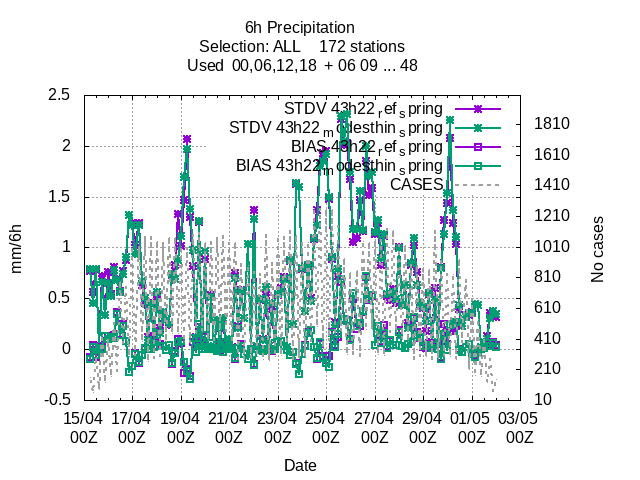 6h Precipitation
Selection: ALL 172 stations
Used 00,06,12,18 + 06 09 ... 48
STDV 43h22_ref_spring
STDV 43h22_modesthin_spring
BIAS 43h22_ref_spring
BIAS 43h22_modesthin_spring
CASES
2.5
2
1.5
1
0.5
0
-0.5
mm/6h
1810
1610
1410
1210
1010
810
610
410
210
10
No cases
15/04 17/04 19/04 21/04 23/04 25/04 27/04 29/04 01/05 03/05
00Z 00Z 00Z 00Z 00Z 00Z 00Z 00Z 00Z 00Z
Date